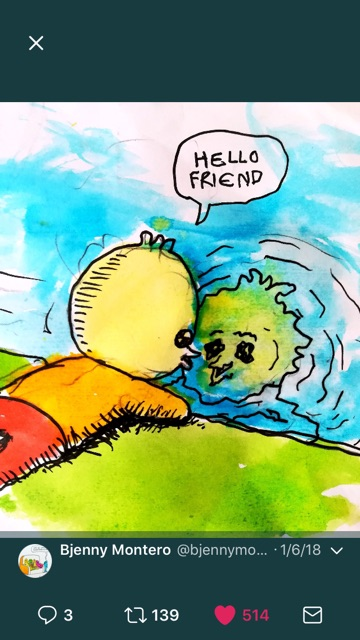 HELLO
FRIEND
Bjenny Montero @bjennymo... · 1/6/18
3 139 514